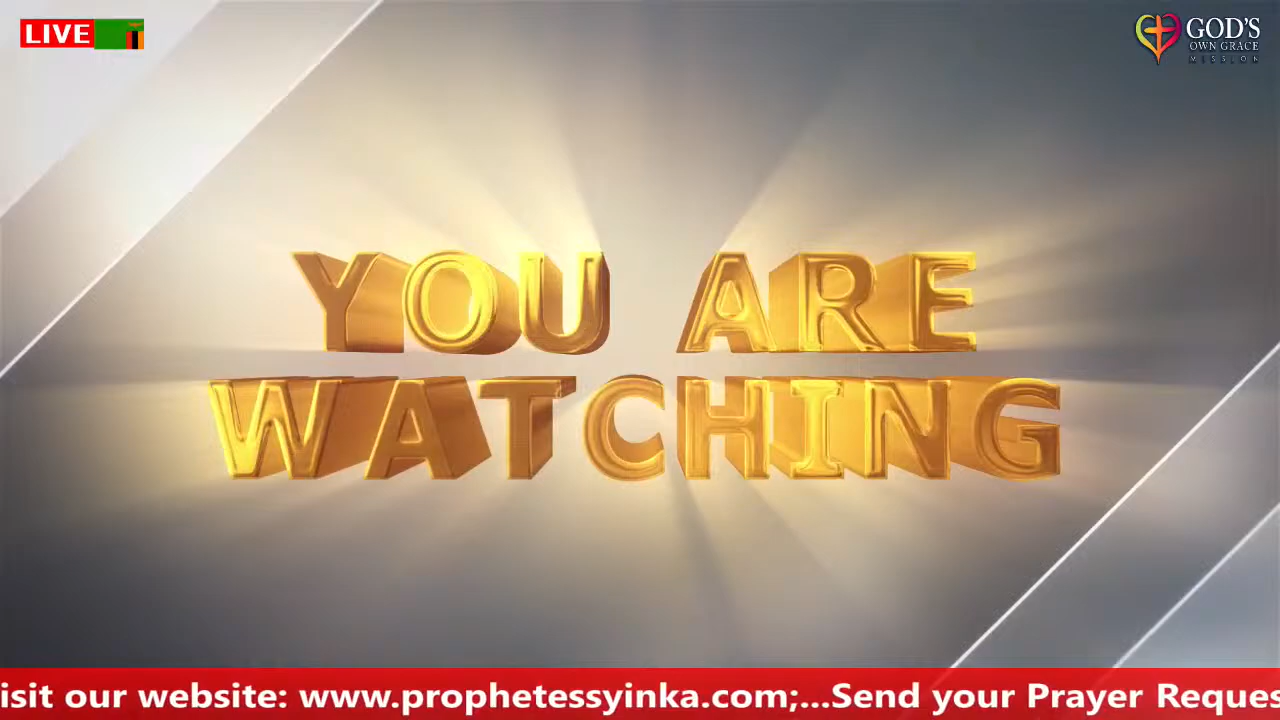 LIVE
GOD'S
OWN GRACE
MISSION
YOU ARE
WATCHING
isit our website: www.prophetessyinka.com;...Send your Prayer Reques